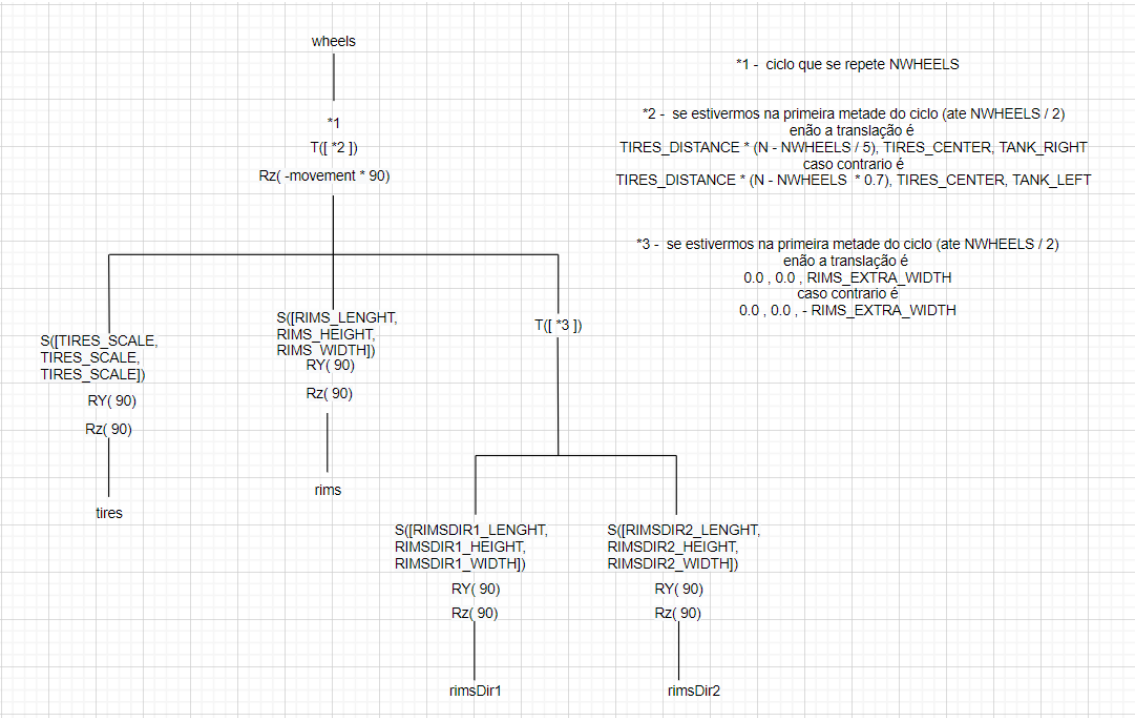 wheels
*1
T([ *2 ])
Rz( -movement * 90)
*1 -  ciclo que se repete NWHEELS
*2 -  se estivermos na primeira metade do ciclo (ate NWHEELS / 2)
enão a translação é
TIRES_DISTANCE * (N - NWHEELS / 5), TIRES_CENTER, TANK_RIGHT
caso contrario é
TIRES_DISTANCE * (N - NWHEELS  * 0.7), TIRES_CENTER, TANK_LEFT
*3 -  se estivermos na primeira metade do ciclo (ate NWHEELS / 2)
enão a translação é
0.0 , 0.0 , RIMS_EXTRA_WIDTH
caso contrario é
0.0 , 0.0 , - RIMS_EXTRA_WIDTH
S([TIRES_SCALE,
TIRES_SCALE,
TIRES_SCALE])
RY( 90)
Rz( 90)
tires
S([RIMS_LENGHT,
RIMS_HEIGHT,
RIMS_WIDTH])
RY( 90)
Rz( 90)
rims
T([ *3 ])
S([RIMSDIR1_LENGHT,
RIMSDIR1_HEIGHT,
RIMSDIR1_WIDTH])
RY( 90)
Rz( 90)
rimsDir1
S([RIMSDIR2_LENGHT,
RIMSDIR2_HEIGHT,
RIMSDIR2_WIDTH])
RY( 90)
Rz( 90)
rimsDir2